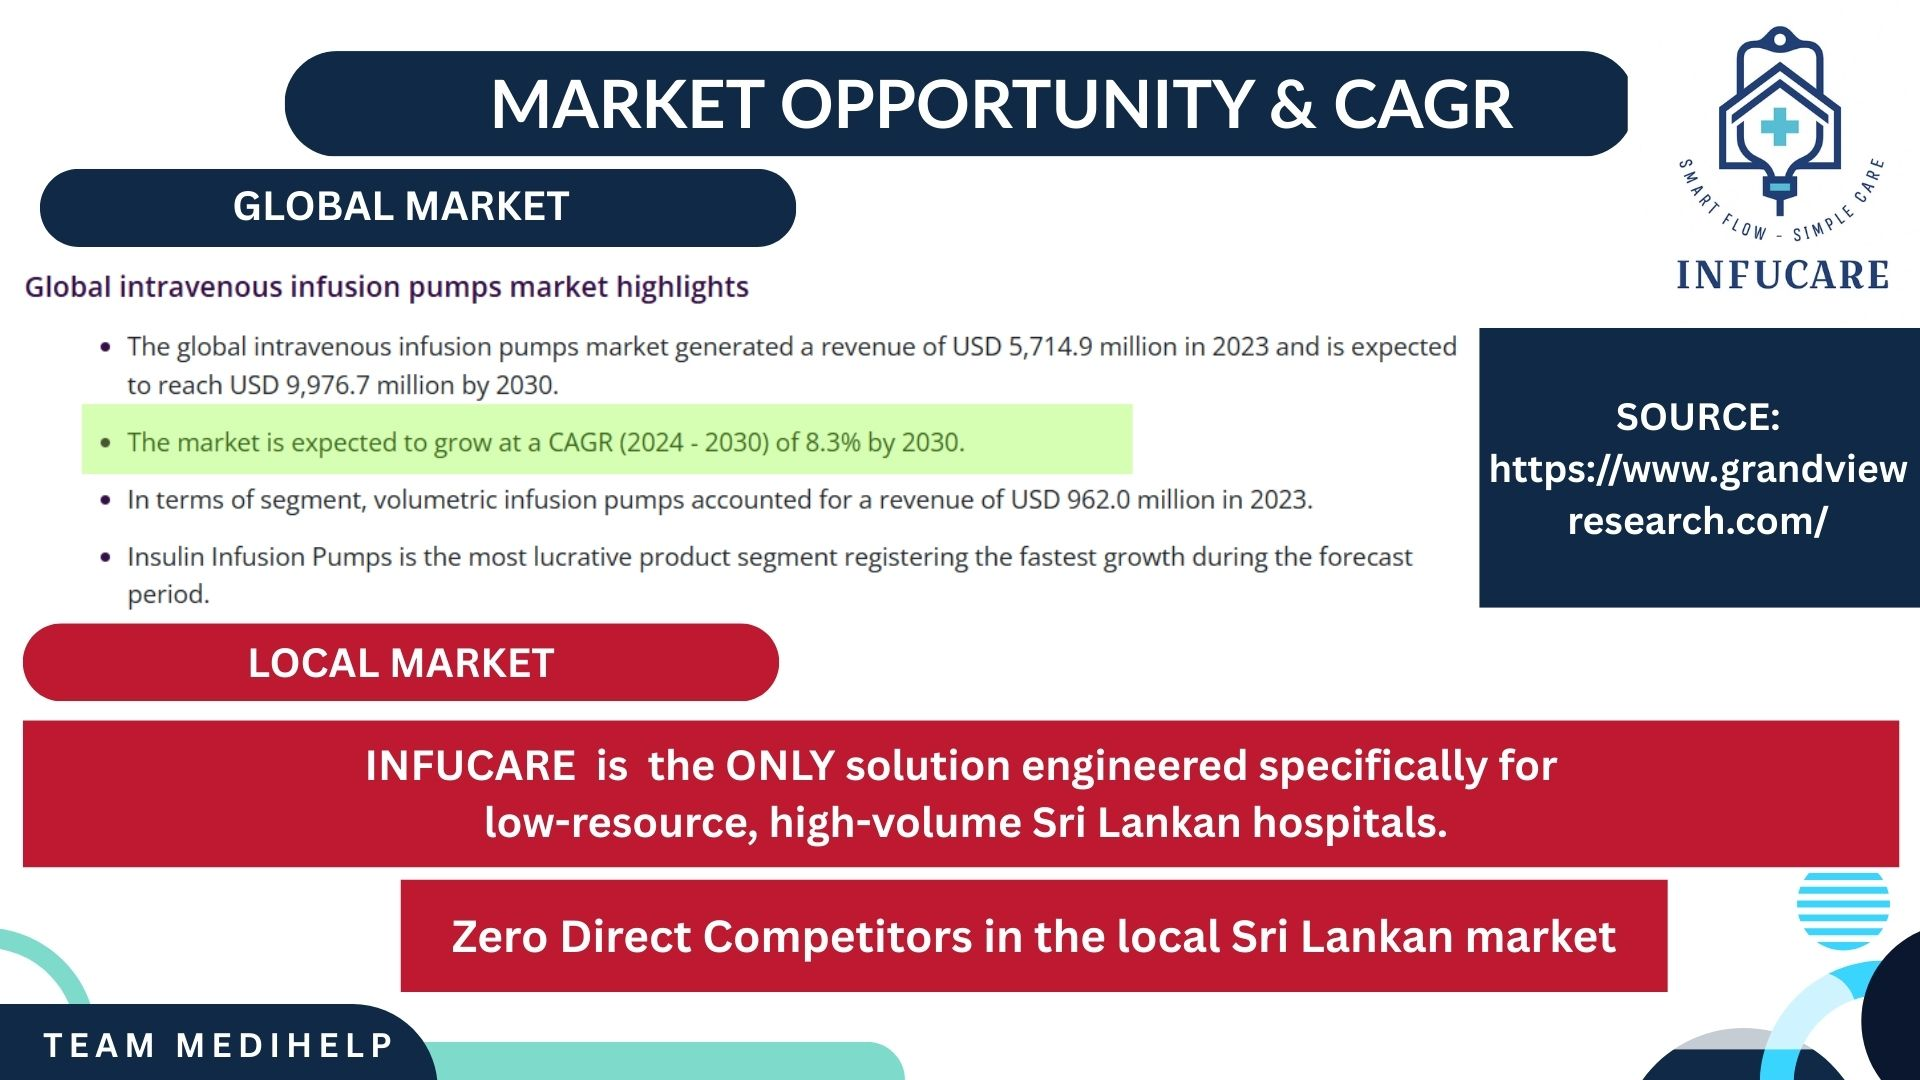 MARKET OPPORTUNITY & CAGR
SMART FLOW - SIMPLE CARE
INFUCARE
GLOBAL MARKET
Global intravenous infusion pumps market highlights
• The global intravenous infusion pumps market generated a revenue of USD 5,714.9 million in 2023 and is expected
to reach USD 9,976.7 million by 2030.
• The market is expected to grow at a CAGR (2024 - 2030) of 8.3% by 2030.
• In terms of segment, volumetric infusion pumps accounted for a revenue of USD 962.0 million in 2023.
• Insulin Infusion Pumps is the most lucrative product segment registering the fastest growth during the forecast
period.
SOURCE:
https://www.grandview
research.com/
LOCAL MARKET
INFUCARE is the ONLY solution engineered specifically for
low-resource, high-volume Sri Lankan hospitals.
Zero Direct Competitors in the local Sri Lankan market
TEAM MEDIHELP